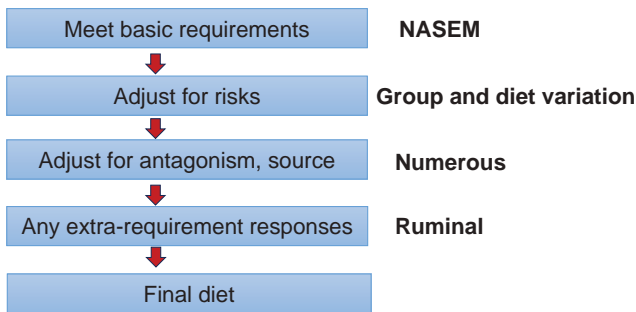 Meet basic requirements NASEM
Adjust for risks Group and diet variation
Adjust for antagonism, source Numerous
Any extra-requirement responses Ruminal
Final diet